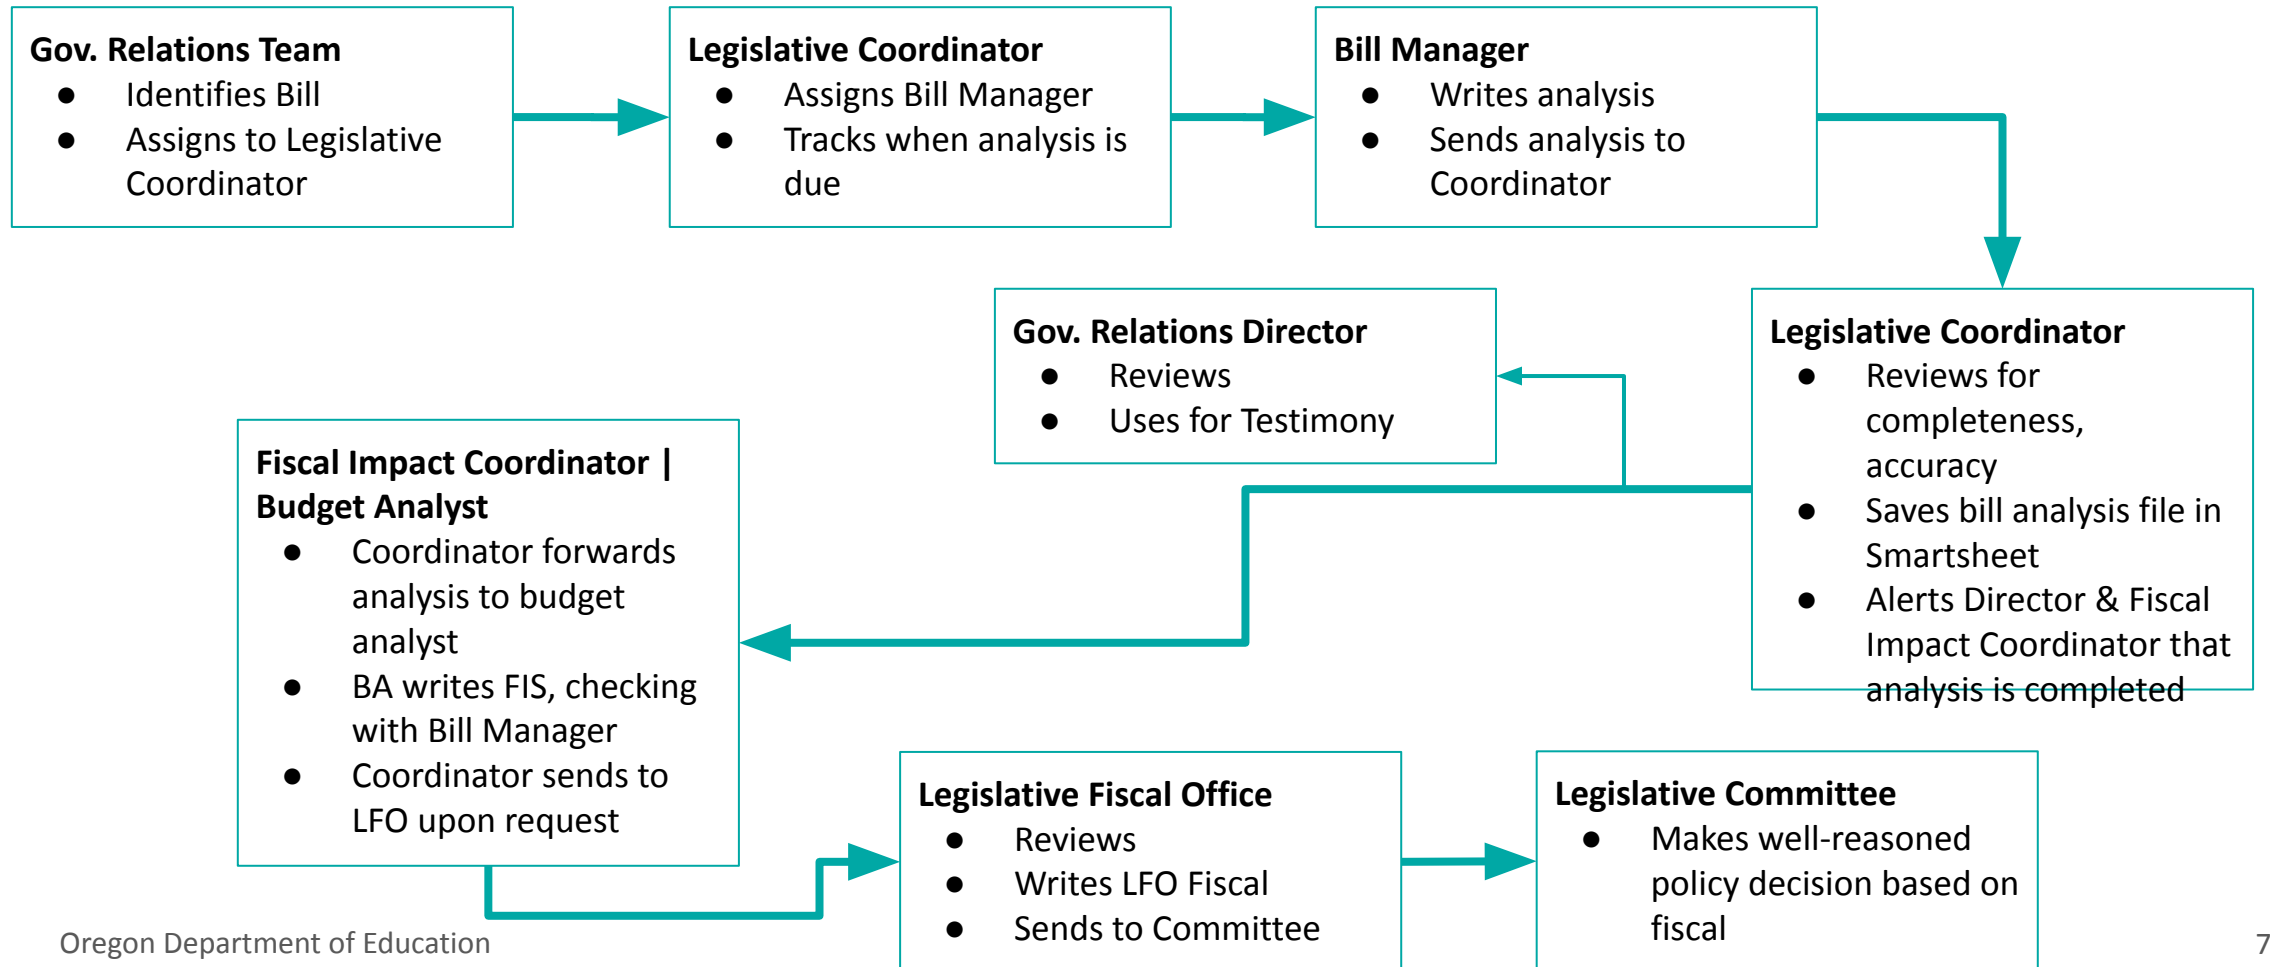 Gov. Relations Team
● Identifies Bill
● Assigns to Legislative
Coordinator
Legislative Coordinator
● Assigns Bill Manager
● Tracks when analysis is
due
Bill Manager
● Writes analysis
● Sends analysis to
Coordinator
Legislative Coordinator
● Reviews for
completeness,
accuracy
● Saves bill analysis file in
Smartsheet
● Alerts Director & Fiscal
Impact Coordinator that
analysis is completed
Gov. Relations Director
● Reviews
● Uses for Testimony
Fiscal Impact Coordinator |
Budget Analyst
● Coordinator forwards
analysis to budget
analyst
● BA writes FIS, checking
with Bill Manager
● Coordinator sends to
LFO upon request
Legislative Fiscal Office
● Reviews
● Writes LFO Fiscal
● Sends to Committee
Legislative Committee
● Makes well-reasoned
policy decision based on
fiscal
Oregon Department of Education
7